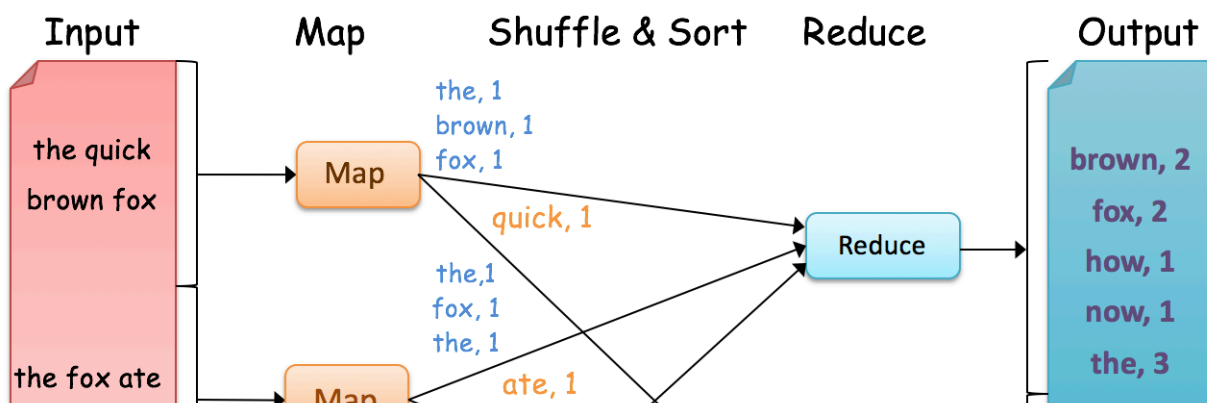 Input
Map
Shuffle & Sort
Reduce
Output
the quick
brown fox
the fox ate
Map
Map
the, 1
brown, 1
fox, 1
quick, 1
the,1
fox, 1
the, 1
ate, 1
Reduce
brown, 2
fox, 2
how, 1
now, 1
the, 3